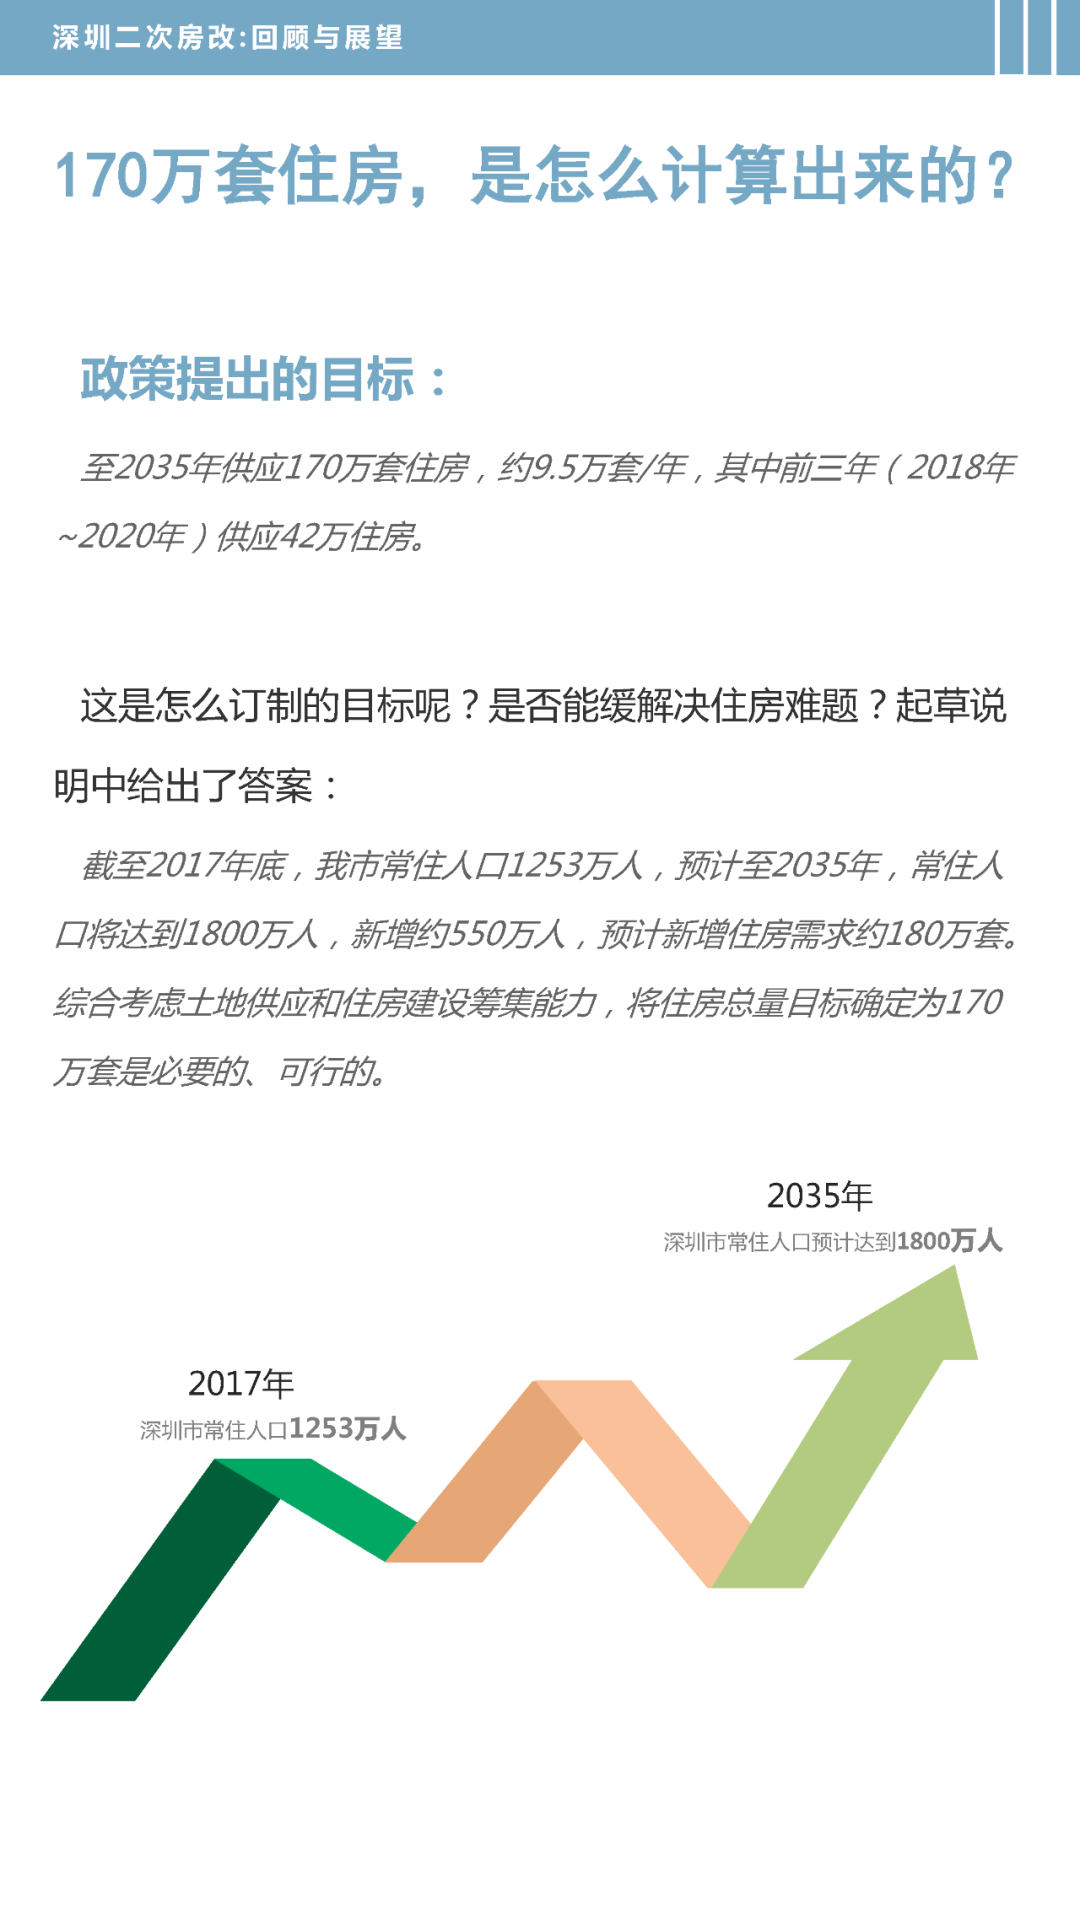 深圳二次房改:回顾与展望
170万套住房，是怎么计算出来的？
政策提出的目标：
至2035年供应170万套住房，约9.5万套/年，其中前三年（2018年
~2020年）供应42万住房。
这是怎么订制的目标呢？是否能缓解决住房难题？起草说
明中给出了答案：
截至2017年底，我市常住人口1253万人，预计至2035年，常住人
口将达到1800万人，新增约550万人，预计新增住房需求约180万套。
综合考虑土地供应和住房建设筹集能力，将住房总量目标确定为170
万套是必要的、可行的。
2035年
深圳市常住人口预计达到1800万人
2017年
深圳市常住人口1253万人